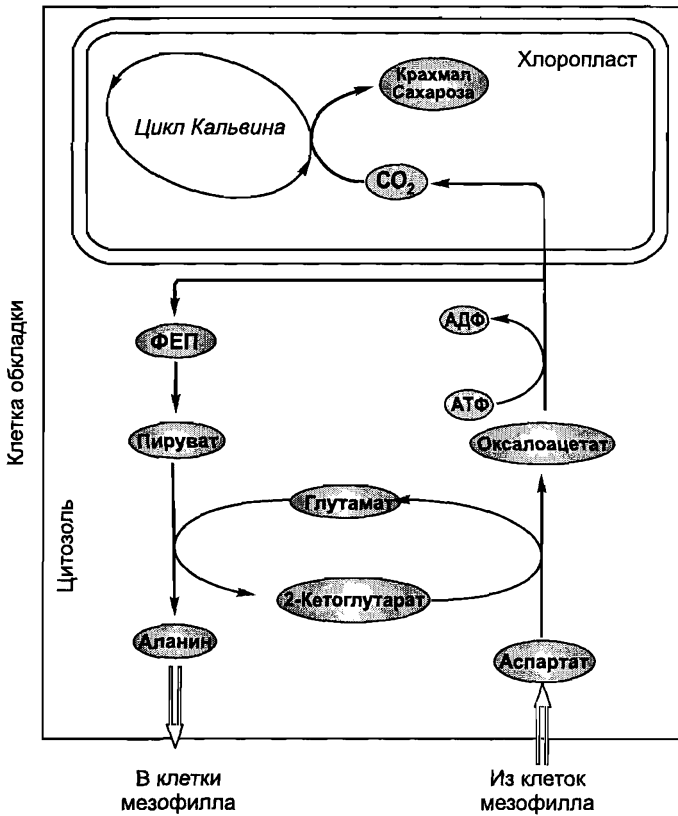 Хлоропласт
Крахмал
Сахароза
Цикл Кальвина
CO2
Клетка обкладки
ФЕП
АДФ
АТФ
Пируват
Оксалоацетат
Цитозоль
Глутамат
2-Кетоглутарат
Аланин
Аспартат
В клетки
мезофилла
Из клеток
мезофилла